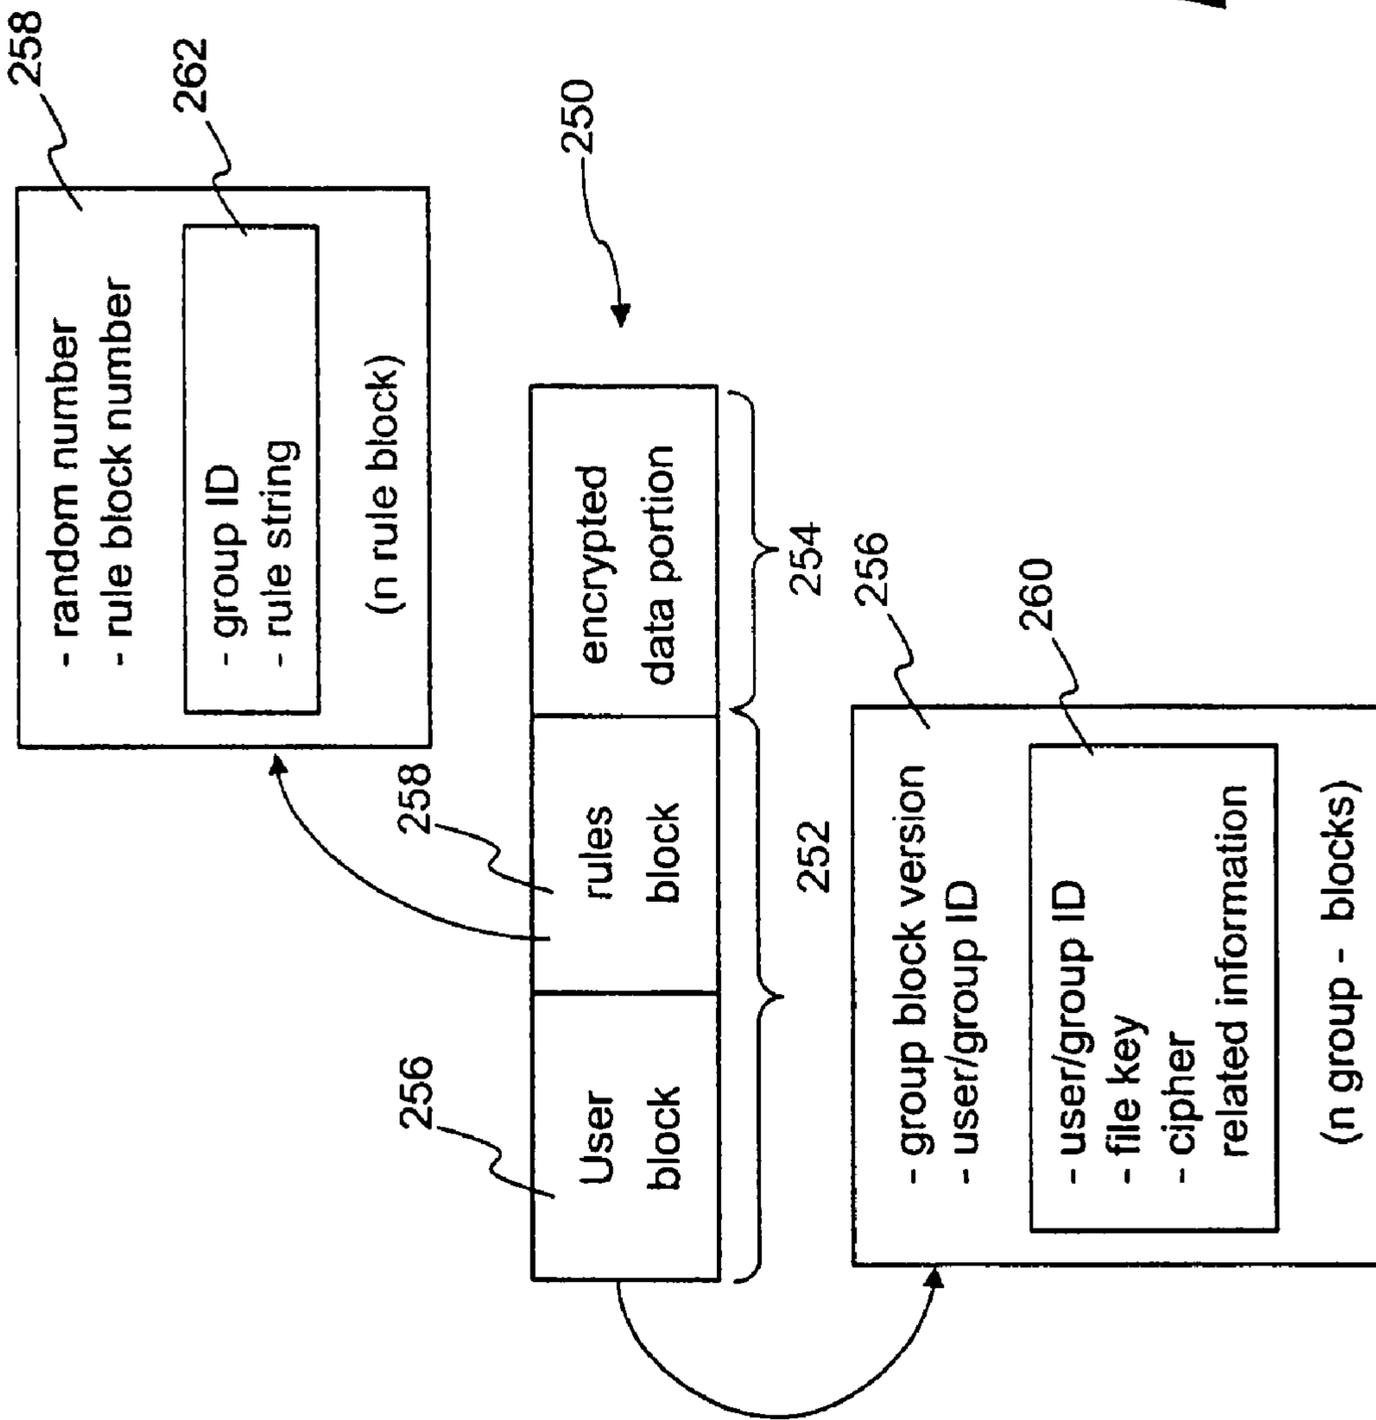 258
- random number
- rule block number
262
- group ID
- rule string
(n rule block)
250
256
User
block
258
rules
block
encrypted
data portion
252
254
256
- group block version
- user/group ID
260
- user/group ID
- file key
- cipher
related information
(n group - blocks)